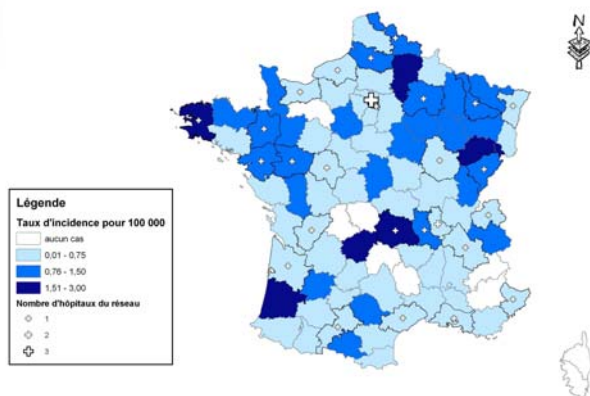 N
Légende
Taux d'incidence pour 100 000
aucun cas
0,01 - 0,75
0,76 - 1,50
1,51 - 3,00
Nombre d'hôpitaux du réseau
1
2
3